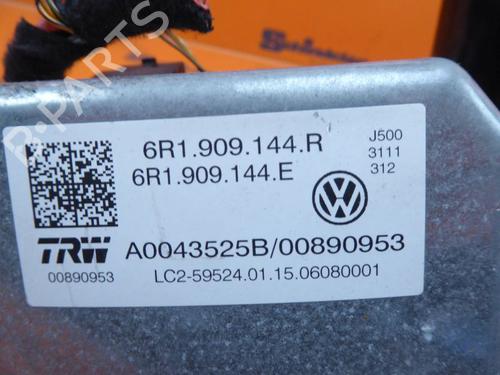 6R1.909.144.R
6R1.909.144.E
J500
3111
312
TRW
00890953
A0043525B/00890953
LC2-59524.01.15.06080001
B-PARTS